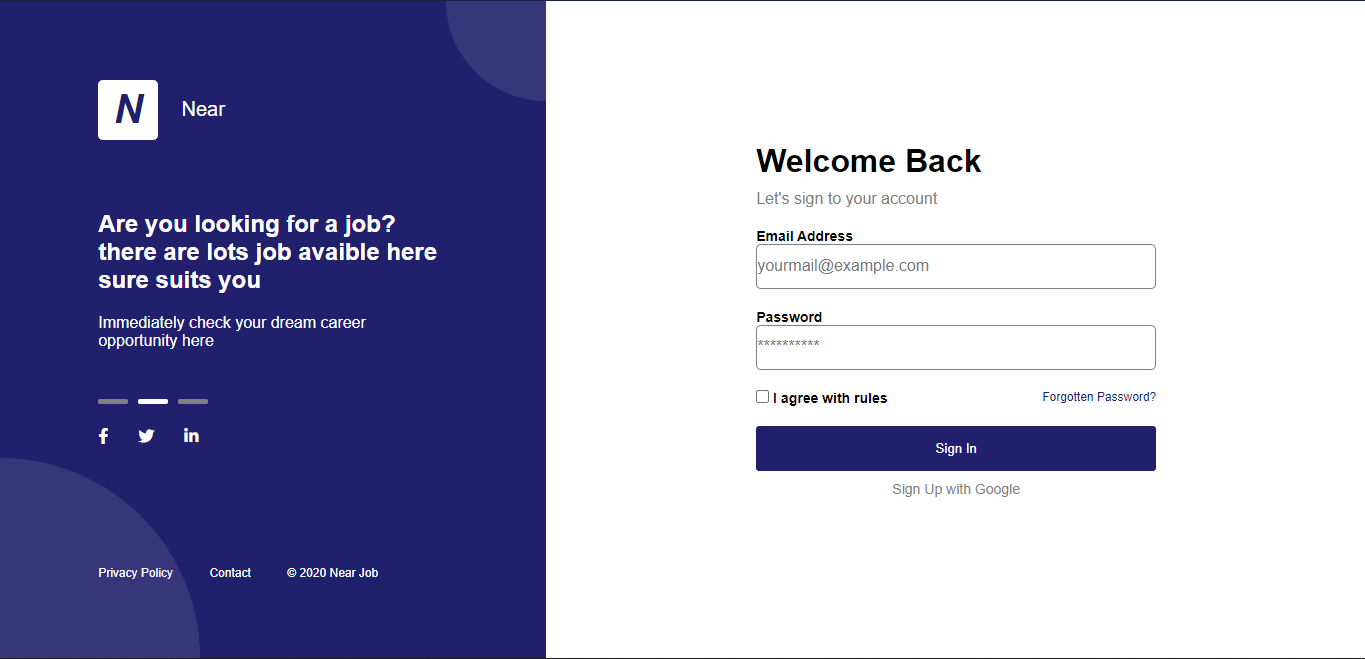 N
Near
Are you looking for a job?
there are lots job avaible here
sure suits you
Immediately check your dream career
opportunity here
Privacy Policy
Contact
© 2020 Near Job
Welcome Back
Let's sign to your account
Email Address
yourmail@example.com
Password
**********
I agree with rules
Forgotten Password?
Sign In
Sign Up with Google